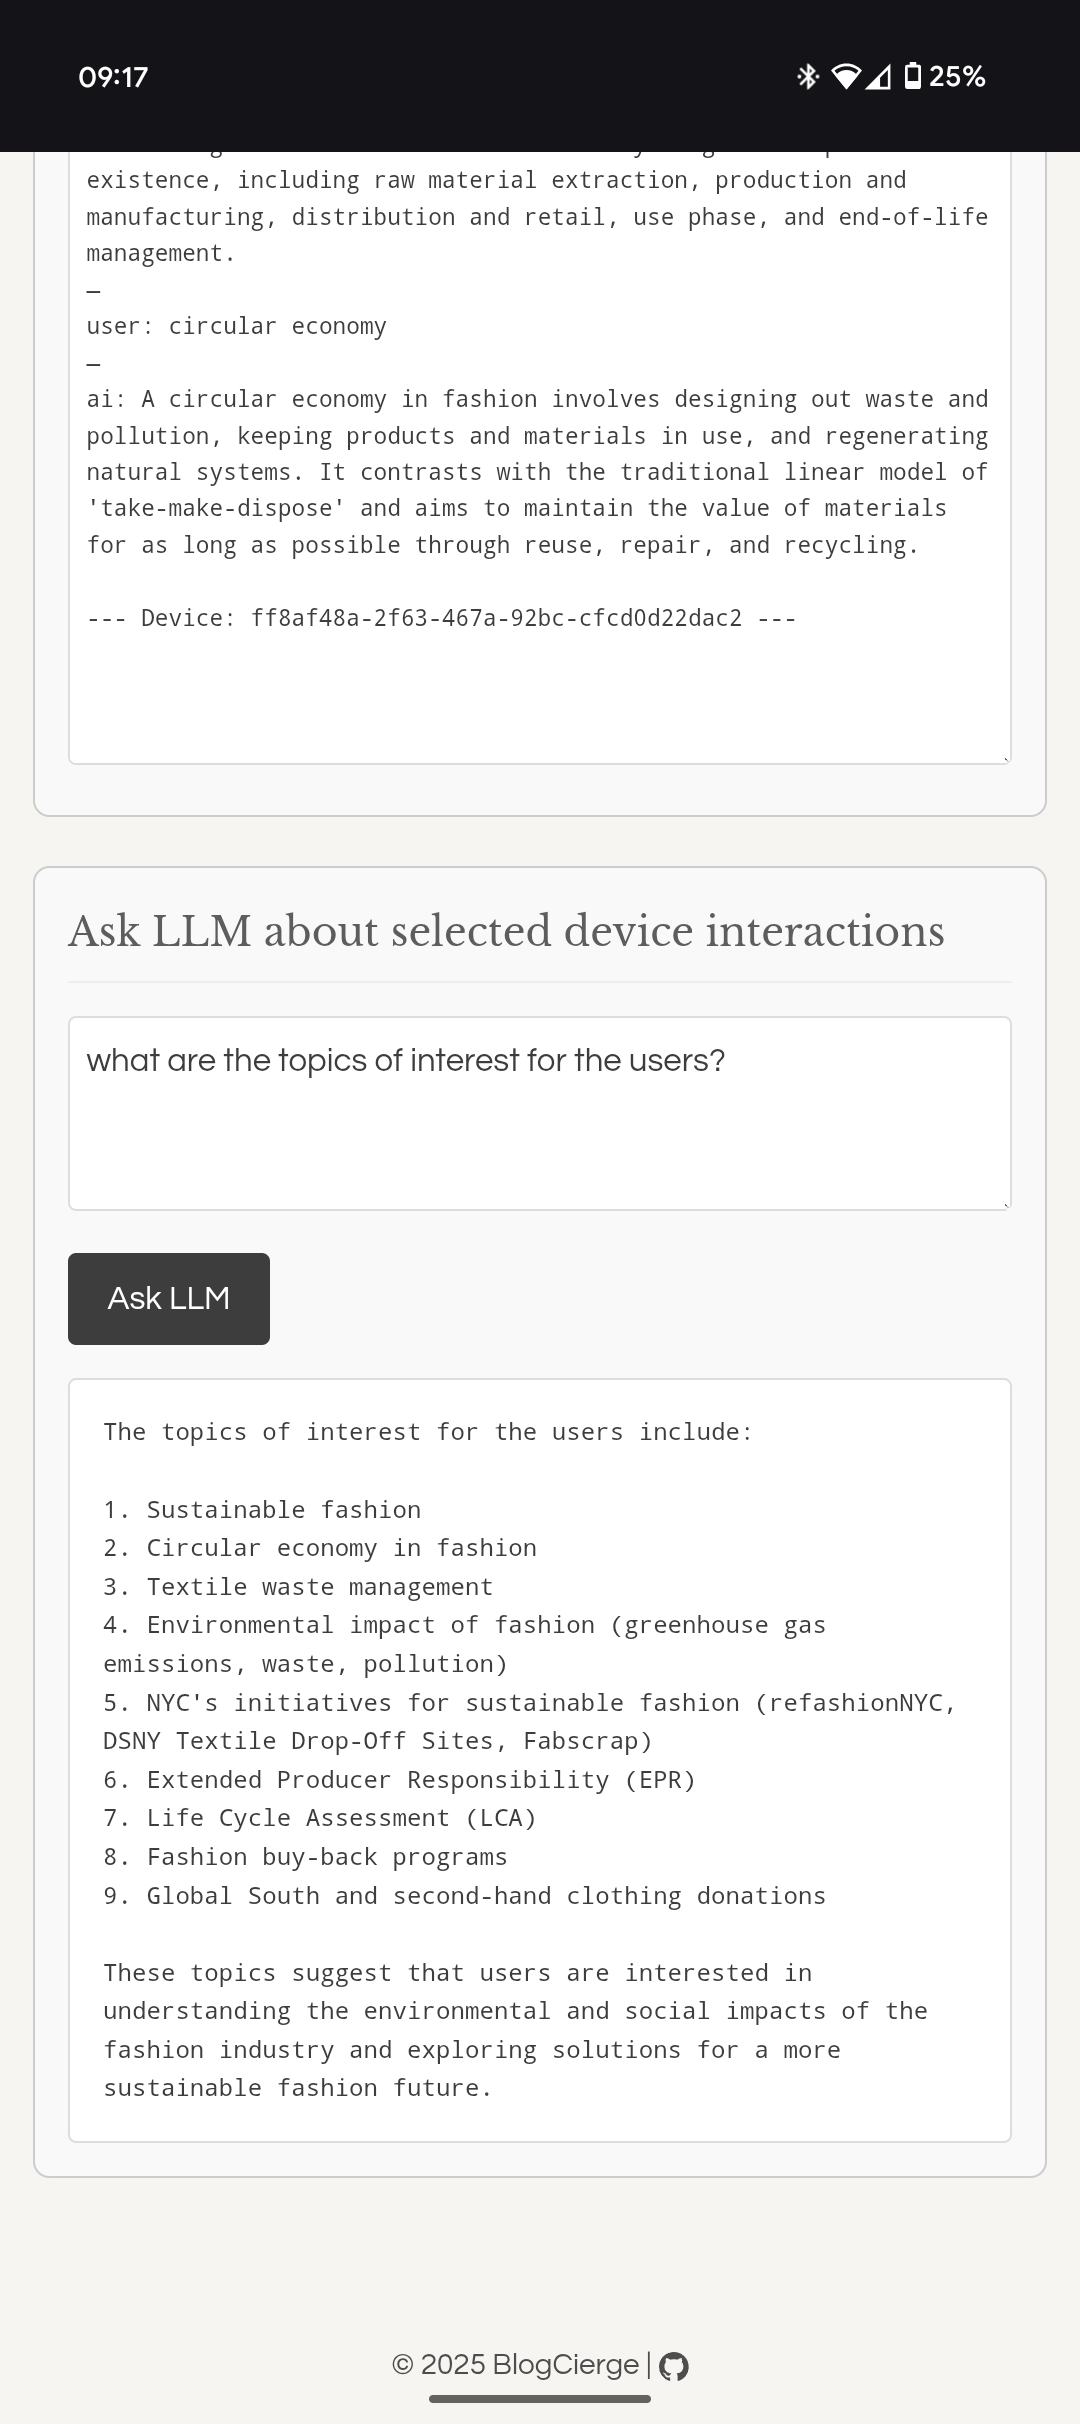 09:17
25%
existence, including raw material extraction, production and
manufacturing, distribution and retail, use phase, and end-of-life
management.
—
user: circular economy
—
ai: A circular economy in fashion involves designing out waste and
pollution, keeping products and materials in use, and regenerating
natural systems. It contrasts with the traditional linear model of
'take-make-dispose' and aims to maintain the value of materials
for as long as possible through reuse, repair, and recycling.
--- Device: ff8af48a-2f63-467a-92bc-cfcd0d22dac2 ---
Ask LLM about selected device interactions
what are the topics of interest for the users?
Ask LLM
The topics of interest for the users include:
1. Sustainable fashion
2. Circular economy in fashion
3. Textile waste management
4. Environmental impact of fashion (greenhouse gas
emissions, waste, pollution)
5. NYC's initiatives for sustainable fashion (refashionNYC,
DSNY Textile Drop-Off Sites, Fabscrap)
6. Extended Producer Responsibility (EPR)
7. Life Cycle Assessment (LCA)
8. Fashion buy-back programs
9. Global South and second-hand clothing donations
These topics suggest that users are interested in
understanding the environmental and social impacts of the
fashion industry and exploring solutions for a more
sustainable fashion future.
© 2025 BlogCierge |